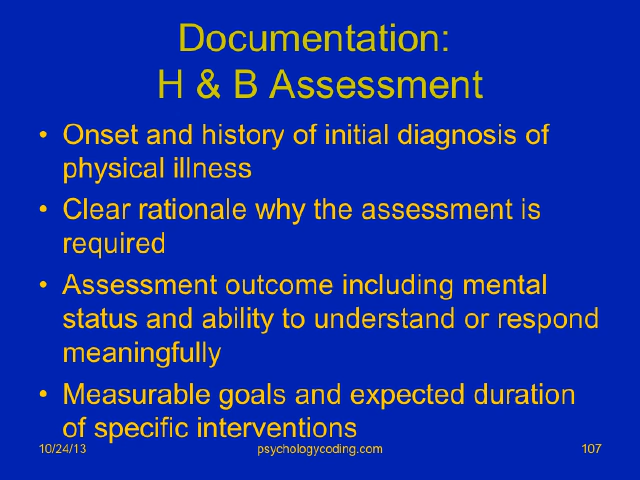 Documentation:
H & B Assessment
• Onset and history of initial diagnosis of
physical illness
• Clear rationale why the assessment is
required
• Assessment outcome including mental
status and ability to understand or respond
meaningfully
• Measurable goals and expected duration
of specific interventions
10/24/13 psychologycoding.com 107